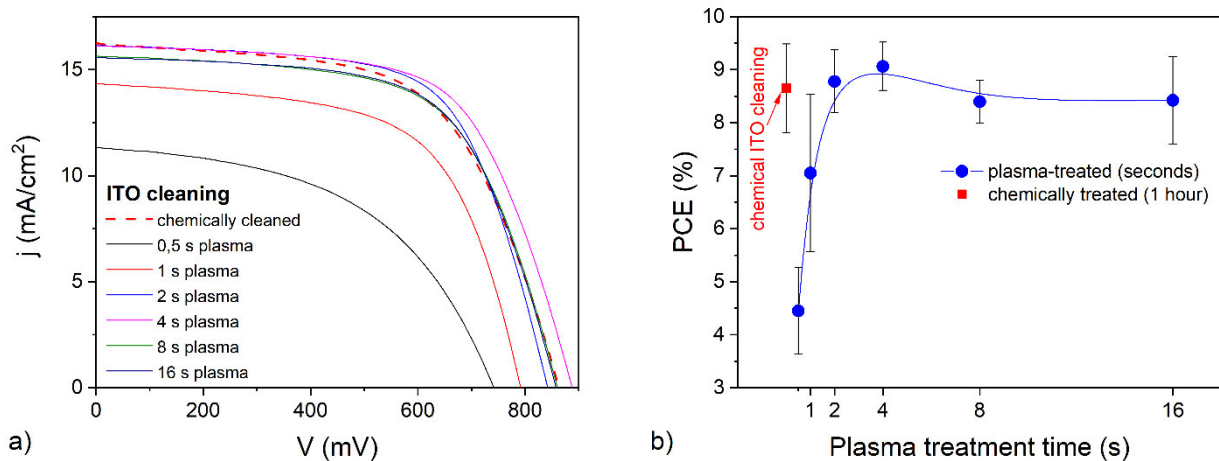 15
10
5
0
j (mA/cm²)
ITO cleaning
chemically cleaned
0,5 s plasma
1 s plasma
2 s plasma
4 s plasma
8 s plasma
16 s plasma
0
200
400
600
800
V (mV)
a)
10
9
8
7
6
5
4
3
PCE (%)
chemical ITO cleaning
plasma-treated (seconds)
chemically treated (1 hour)
1
2
4
8
16
Plasma treatment time (s)
b)